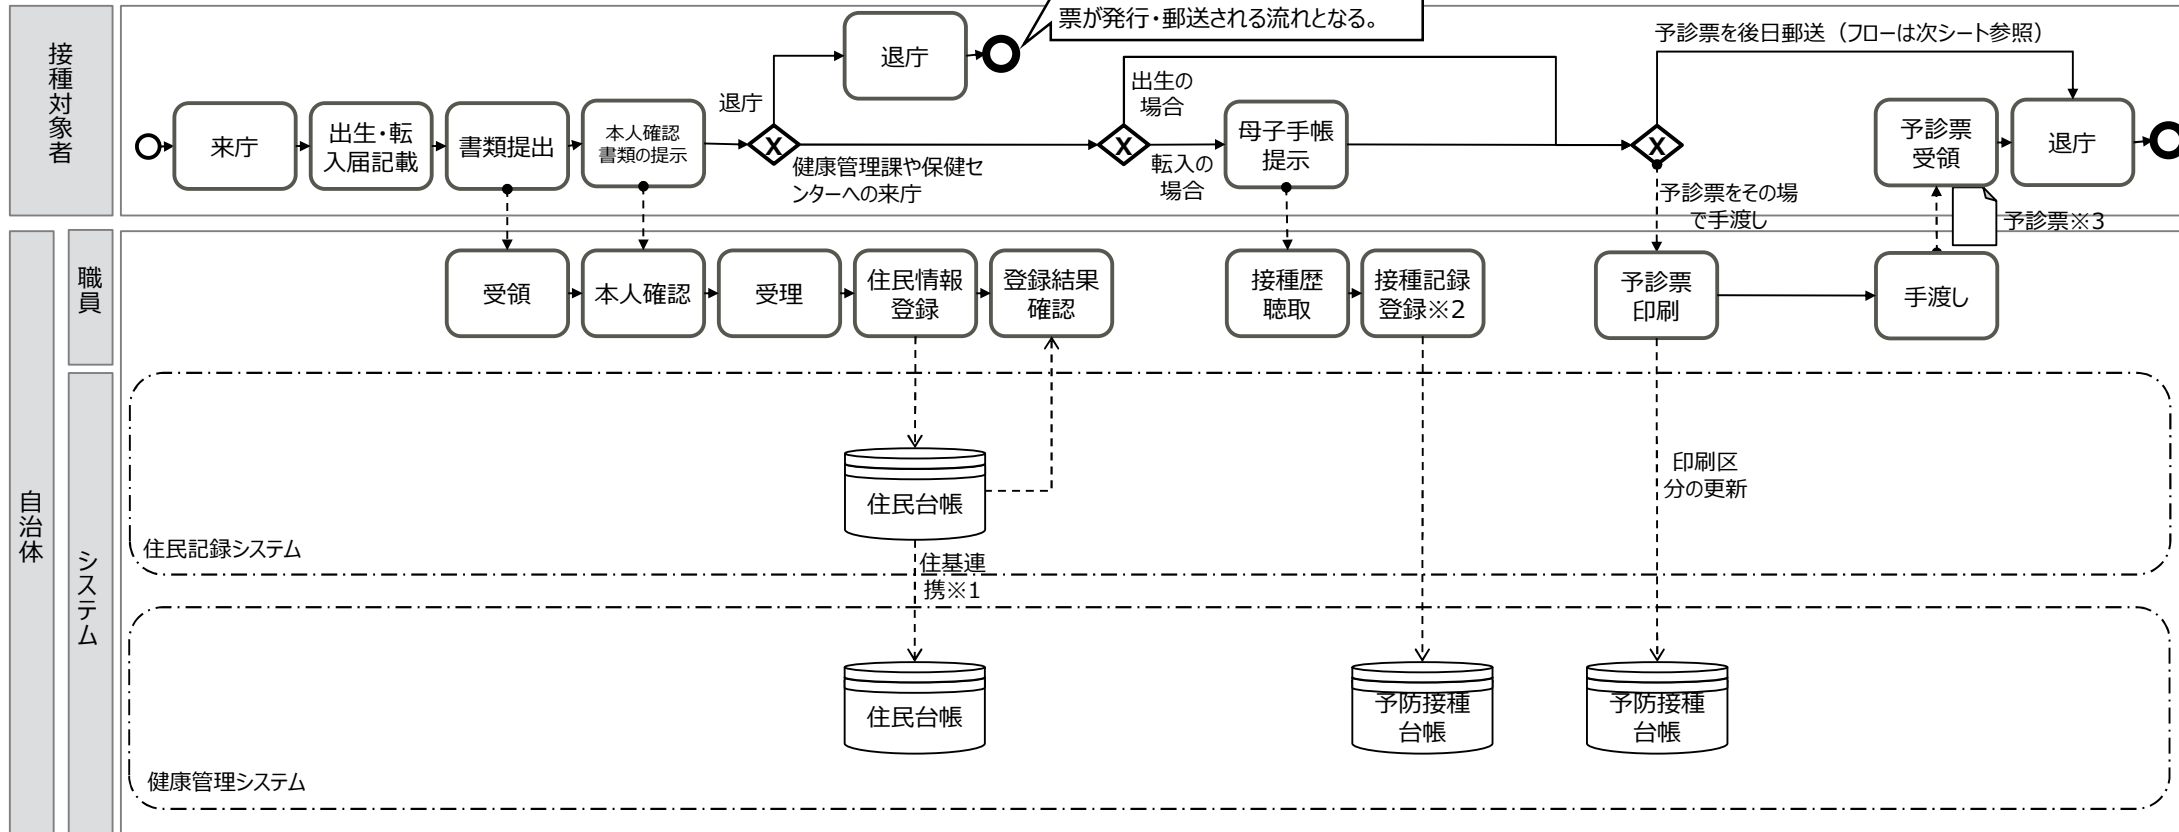 票が発行・郵送される流れとなる。
接種対象者
退庁
予診票を後日郵送（フローは次シート参照）
来庁
出生・転
入届記載
書類提出
本人確認
書類の提示
退庁
X
健康管理課や保健セ
ンターへの来庁
出生の
場合
X
転入の
場合
母子手帳
提示
X
予診票をその場
で手渡し
予診票
受領
退庁
予診票※3
自治体
職員
受領
本人確認
受理
住民情報
登録
登録結果
確認
接種歴
聴取
接種記録
登録※2
予診票
印刷
手渡し
システム
住民台帳
印刷区
分の更新
住民記録システム
住基連
携※1
住民台帳
予防接種
台帳
予防接種
台帳
健康管理システム